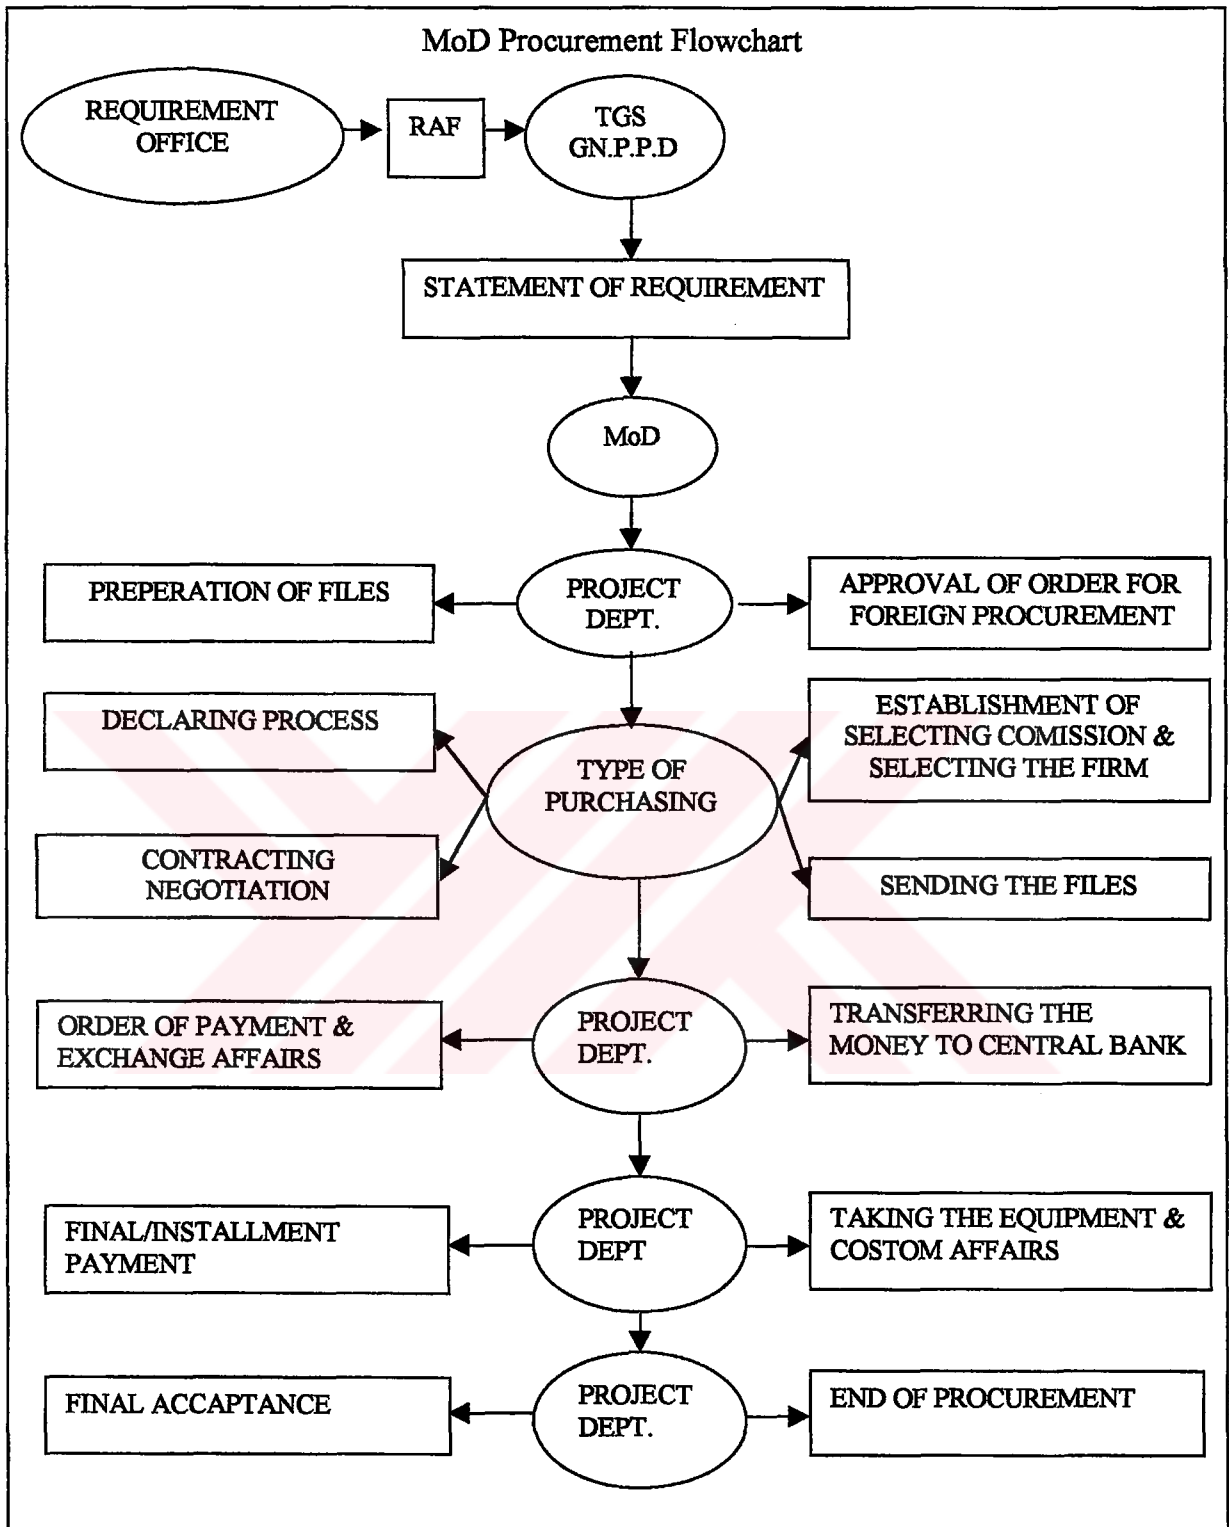 MoD Procurement Flowchart
REQUIREMENT
OFFICE
RAF
TGS
GN.P.P.D
STATEMENT OF REQUIREMENT
MoD
PREPERATION OF FILES
PROJECT
DEPT.
APPROVAL OF ORDER FOR
FOREIGN PROCUREMENT
DECLARING PROCESS
TYPE OF
PURCHASING
ESTABLISHMENT OF
SELECTING COMISSION &
SELECTING THE FIRM
CONTRACTING
NEGOTIATION
SENDING THE FILES
ORDER OF PAYMENT &
EXCHANGE AFFAIRS
PROJECT
DEPT.
TRANSFERRING THE
MONEY TO CENTRAL BANK
FINAL/INSTALLMENT
PAYMENT
PROJECT
DEPT
TAKING THE EQUIPMENT &
COSTOM AFFAIRS
FINAL ACCAPTANCE
PROJECT
DEPT.
END OF PROCUREMENT